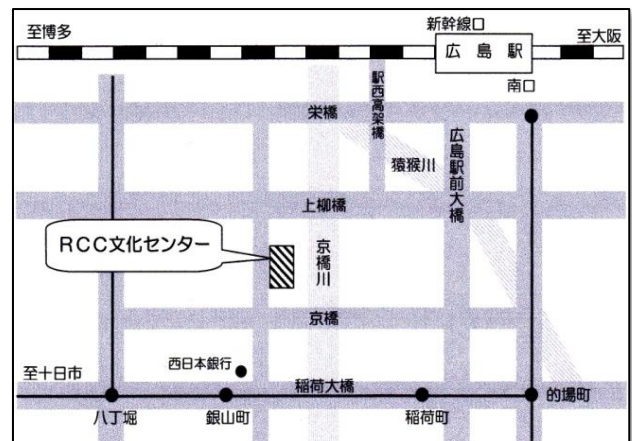 新幹線口
至博多
広島駅
至大阪
南口
栄橋
駅西高架橋
広島駅前大橋
猿猴川
上柳橋
RCC文化センター
京橋川
京橋
西日本銀行
至十日市
稲荷大橋
的場町
八丁堀
銀山町
稲荷町